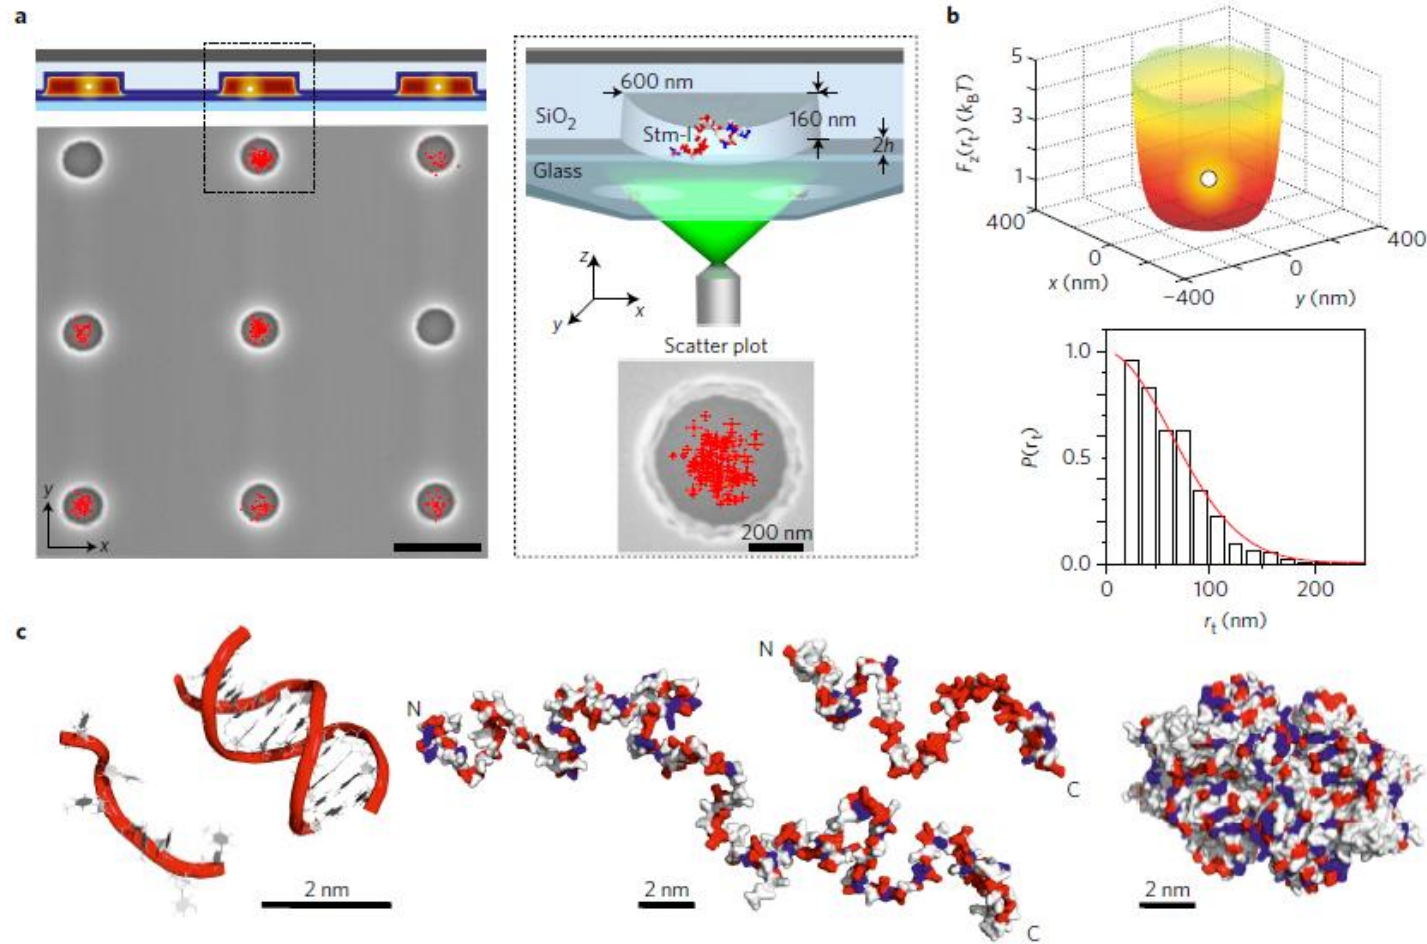 a
600 nm
SiO2
Stm-l
160 nm
2h
Glass
z
x
y
Scatter plot
200 nm
y
x
b
Fz(rt) (kBT)
5
4
3
2
1
400
0
−400
x (nm)
0
400
y (nm)
P(rt)
1.0
0.5
0.0
0
100
200
rt (nm)
c
N
N
C
C
2 nm
2 nm
2 nm